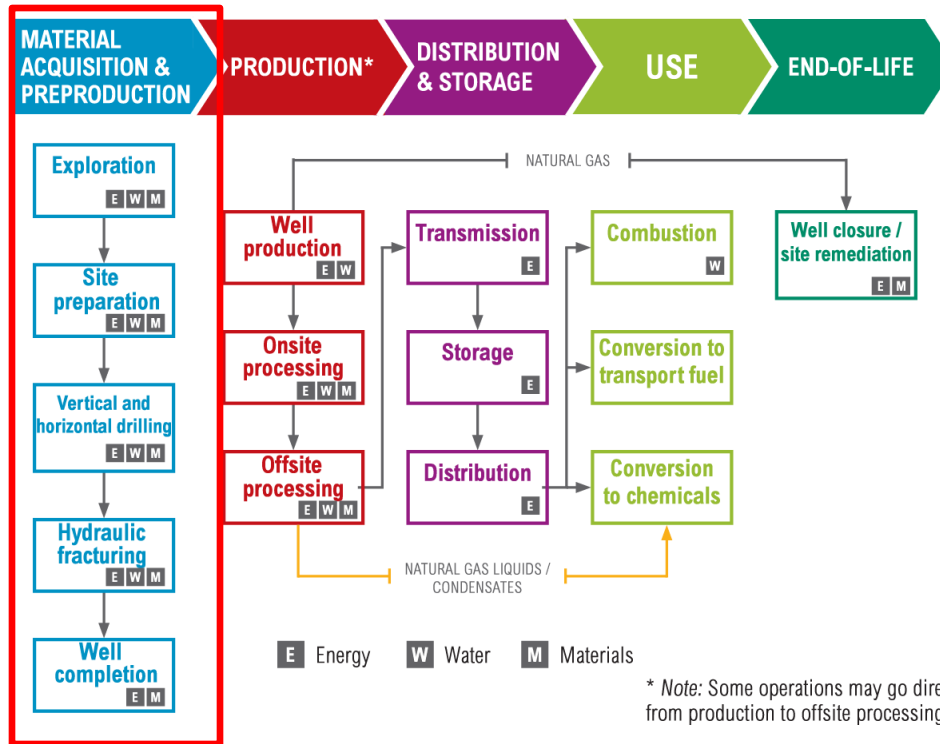 MATERIAL
ACQUISITION &
PREPRODUCTION
PRODUCTION*
DISTRIBUTION
& STORAGE
USE
END-OF-LIFE
Exploration
E W M
Site
preparation
E W M
Vertical and
horizontal drilling
E W M
Hydraulic
fracturing
E W M
Well
completion
E M
NATURAL GAS
Well
production
E W
Onsite
processing
E W M
Offsite
processing
E W M
Transmission
E
Storage
E
Distribution
E
Combustion
W
Conversion to
transport fuel
Conversion
to chemicals
Well closure /
site remediation
E M
NATURAL GAS LIQUIDS /
CONDENSATES
E Energy W Water M Materials
* Note: Some operations may go dire
from production to offsite processing